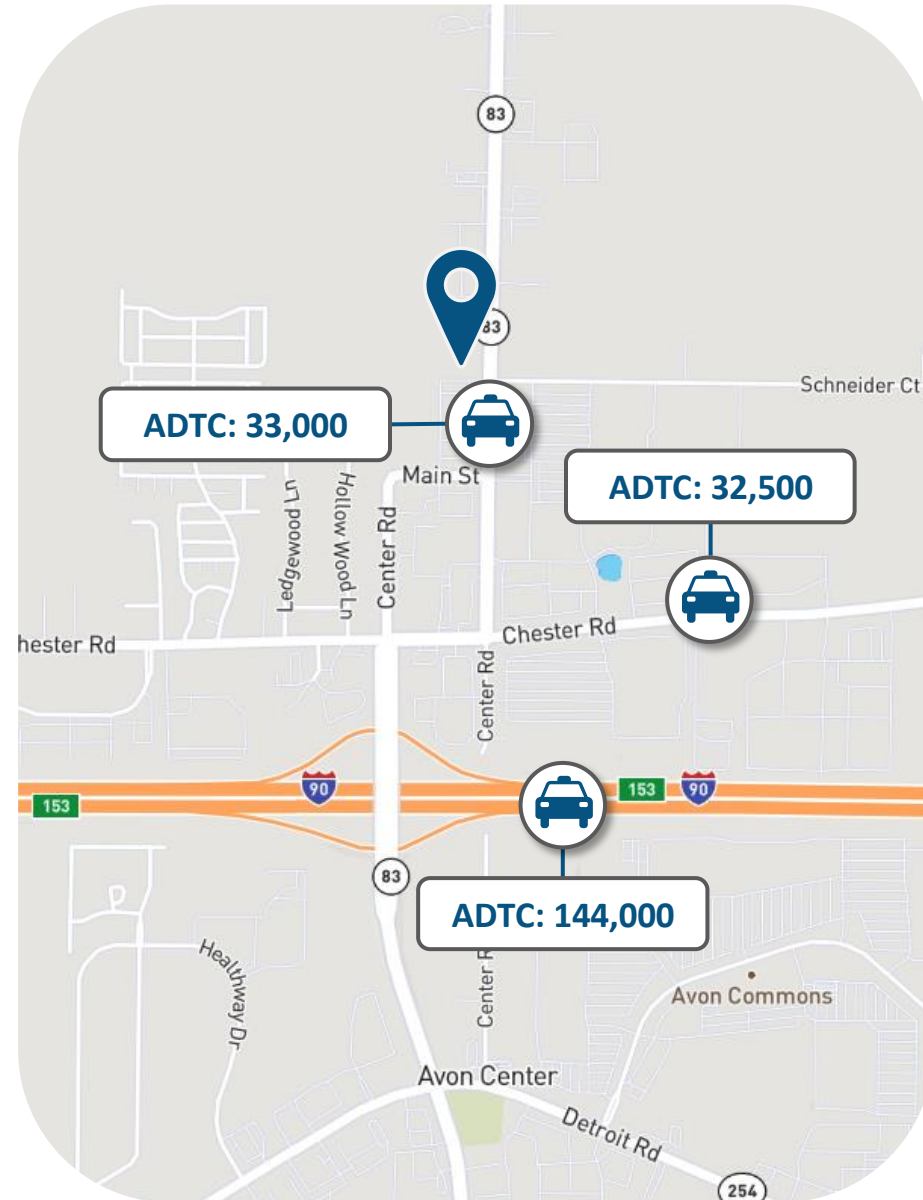 83
83
Schneider Ct
ADTC: 33,000
Main St
ADTC: 32,500
Ledgewood Ln
Hollow Wood Ln
Center Rd
hester Rd
Chester Rd
Center Rd
90
153
90
153
83
ADTC: 144,000
Healthway Dr
Center R
Avon Commons
Avon Center
Detroit Rd
254